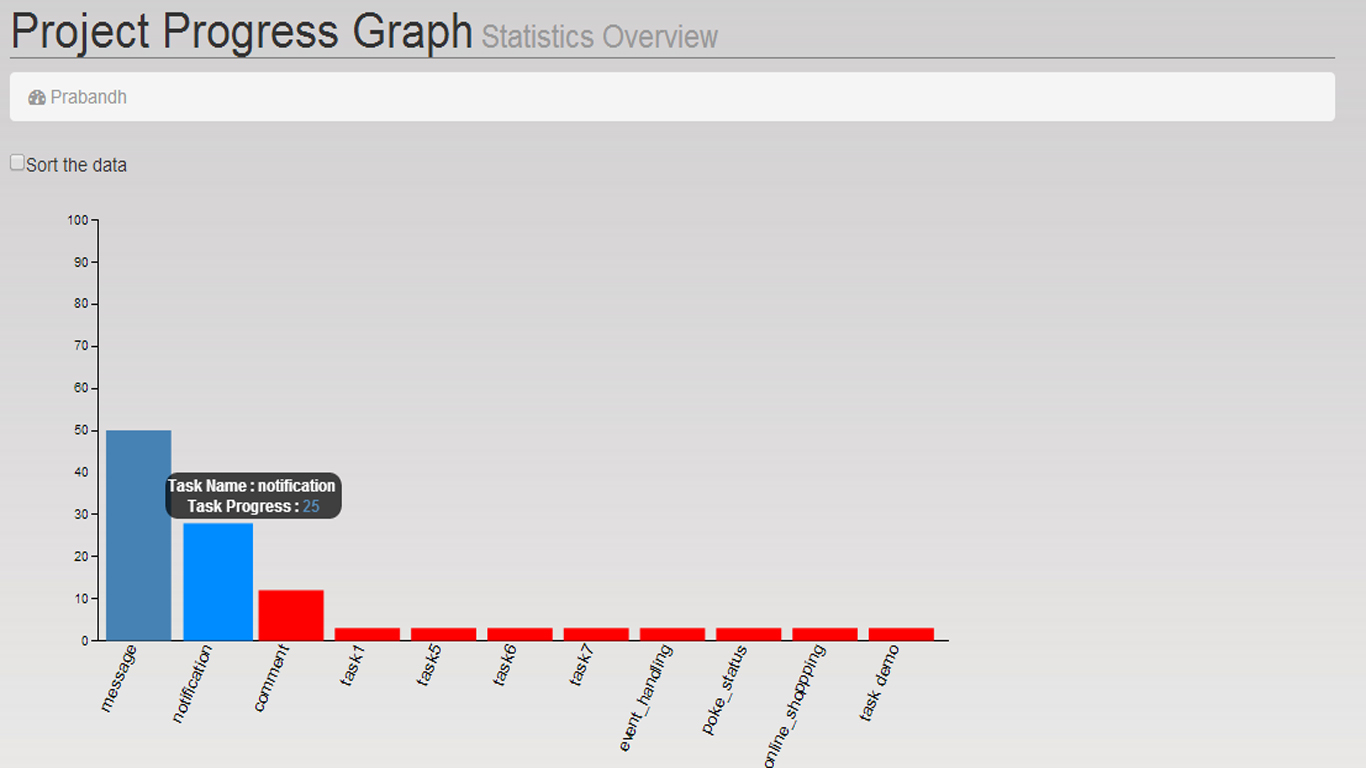 Project Progress Graph Statistics Overview
Prabandh
Sort the data
100
90
80
70
60
50
40
30
20
10
0
Task Name : notification
Task Progress : 25
message
notification
comment
task1
task5
task6
task7
event_handling
poke_status
online_shoppping
task demo